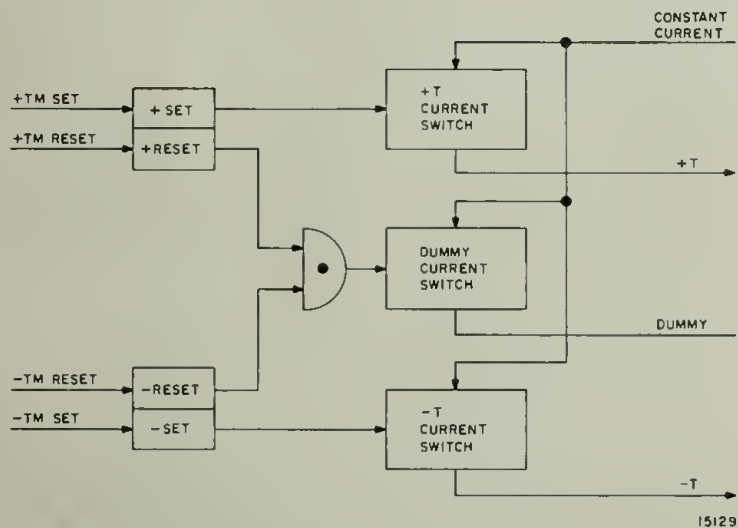 CONSTANT
CURRENT
+TM SET
+ SET
+T
CURRENT
SWITCH
+TM RESET
+RESET
+T
DUMMY
CURRENT
SWITCH
DUMMY
-TM RESET
-RESET
-TM SET
-SET
-T
CURRENT
SWITCH
-T
15129